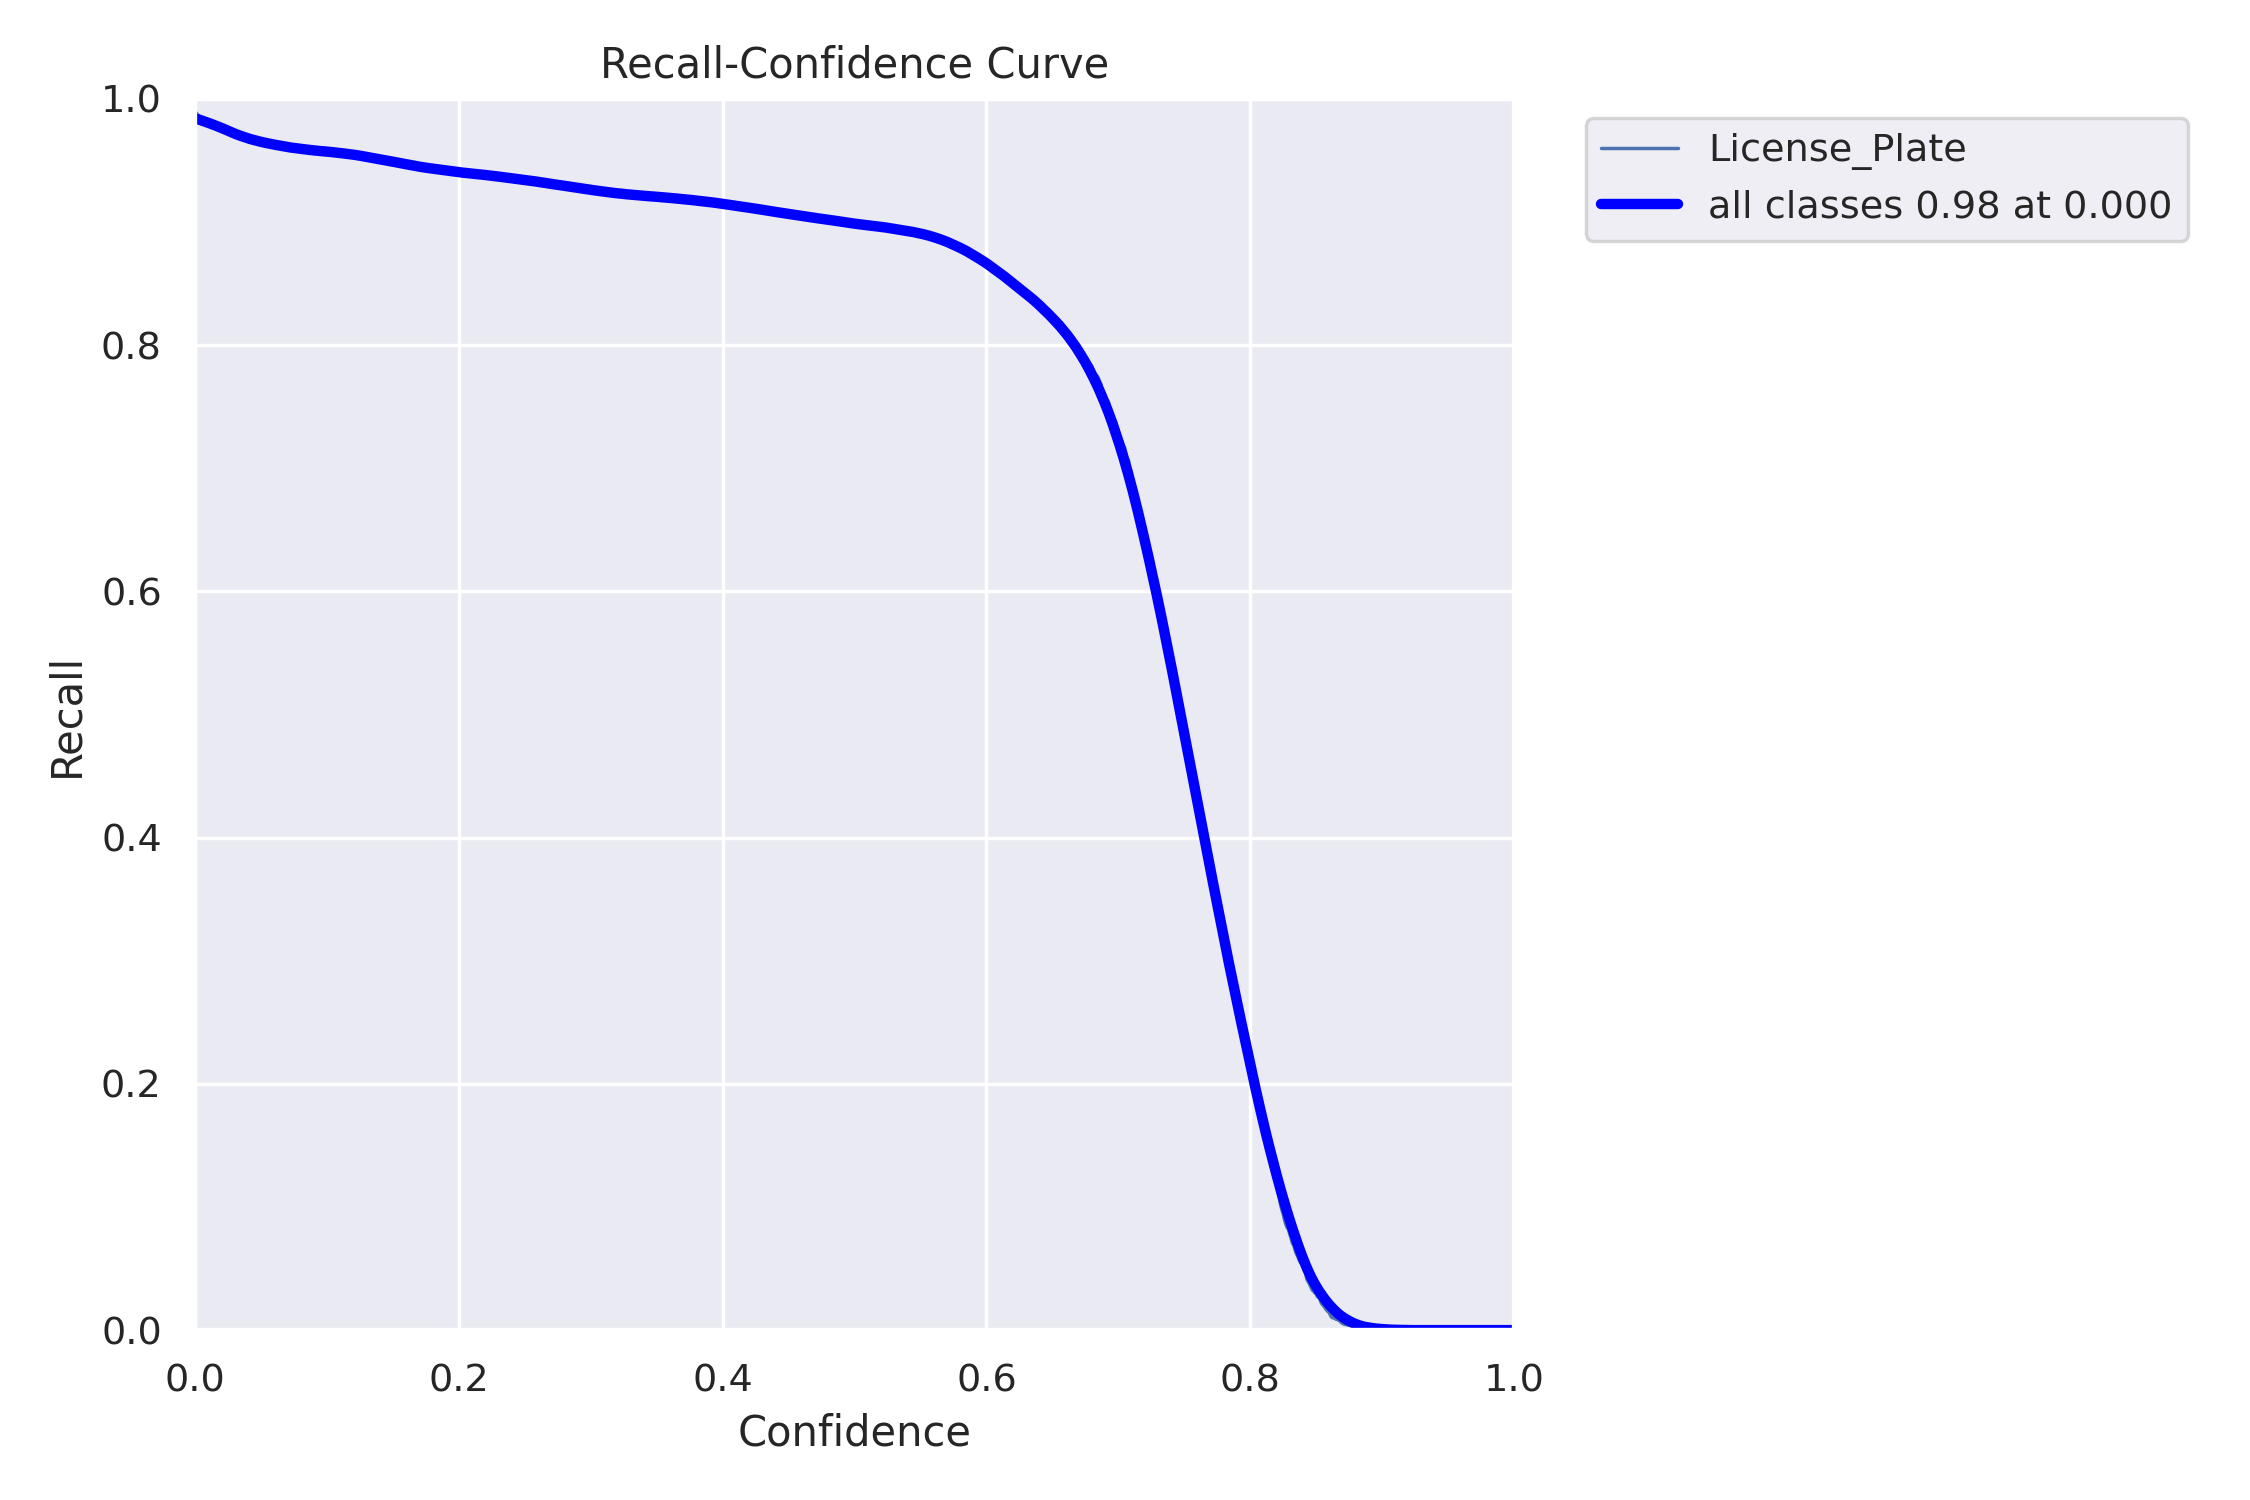 Recall-Confidence Curve
1.0
0.8
0.6
0.4
0.2
0.0
Recall
0.0 0.2 0.4 0.6 0.8 1.0
Confidence
License_Plate
all classes 0.98 at 0.000